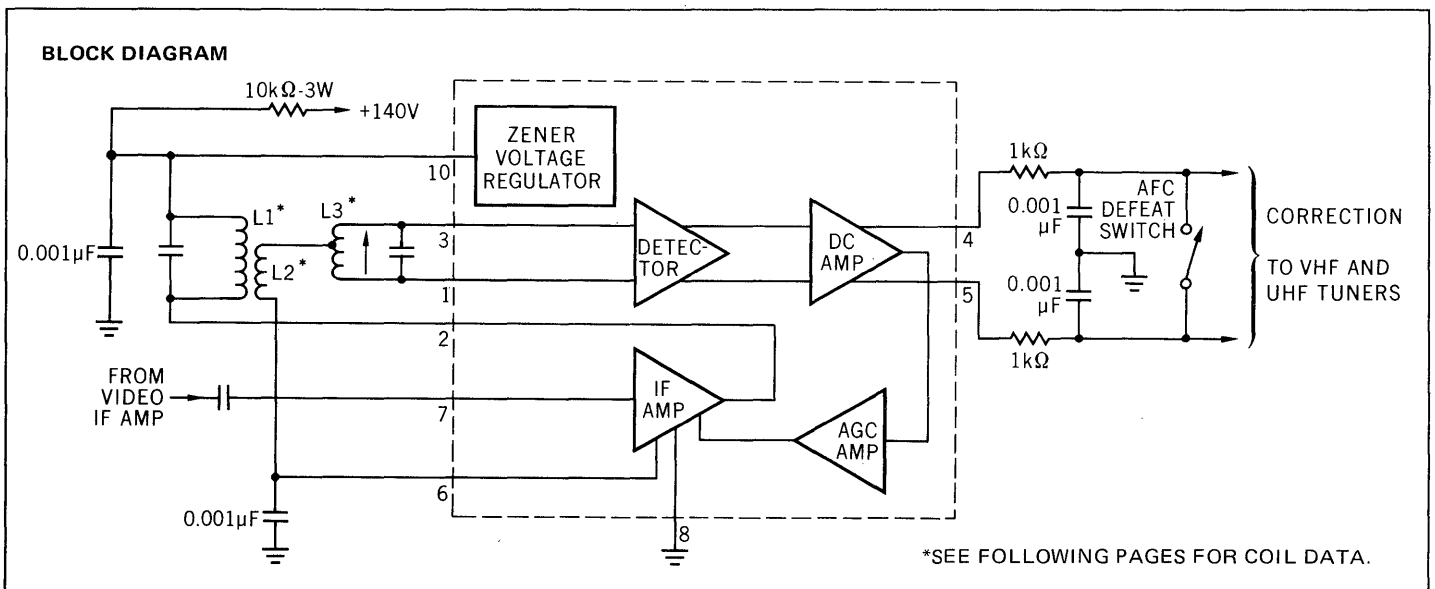 BLOCK DIAGRAM
10kΩ-3W
+140V
ZENER
VOLTAGE
REGULATOR
10
1kΩ
0.001
µF
AFC
DEFEAT
SWITCH
CORRECTION
TO VHF AND
UHF TUNERS
L1*
L3*
L2*
0.001µF
3
DETEC-
TOR
DC
AMP
4
1
5
0.001
µF
2
1kΩ
FROM
VIDEO
IF AMP
7
IF
AMP
AGC
AMP
6
0.001µF
8
*SEE FOLLOWING PAGES FOR COIL DATA.